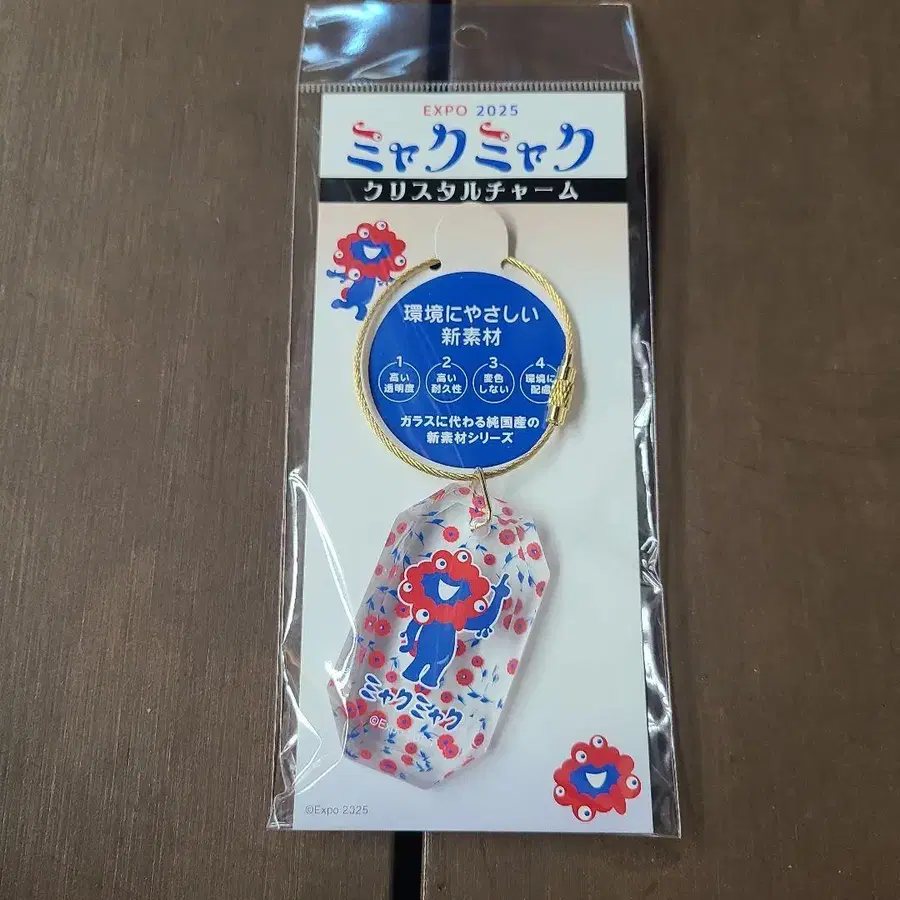 EXPO 2025
ミャクミャク
クリスタルチャーム
環境にやさしい
新素材
1 2 3 4
高い 高い 変色 環境に
透明度 耐久性 しない 配慮
ガラスに代わる純国産の
新素材シリーズ
ミャクミャク
©Ex
©Expo 2025